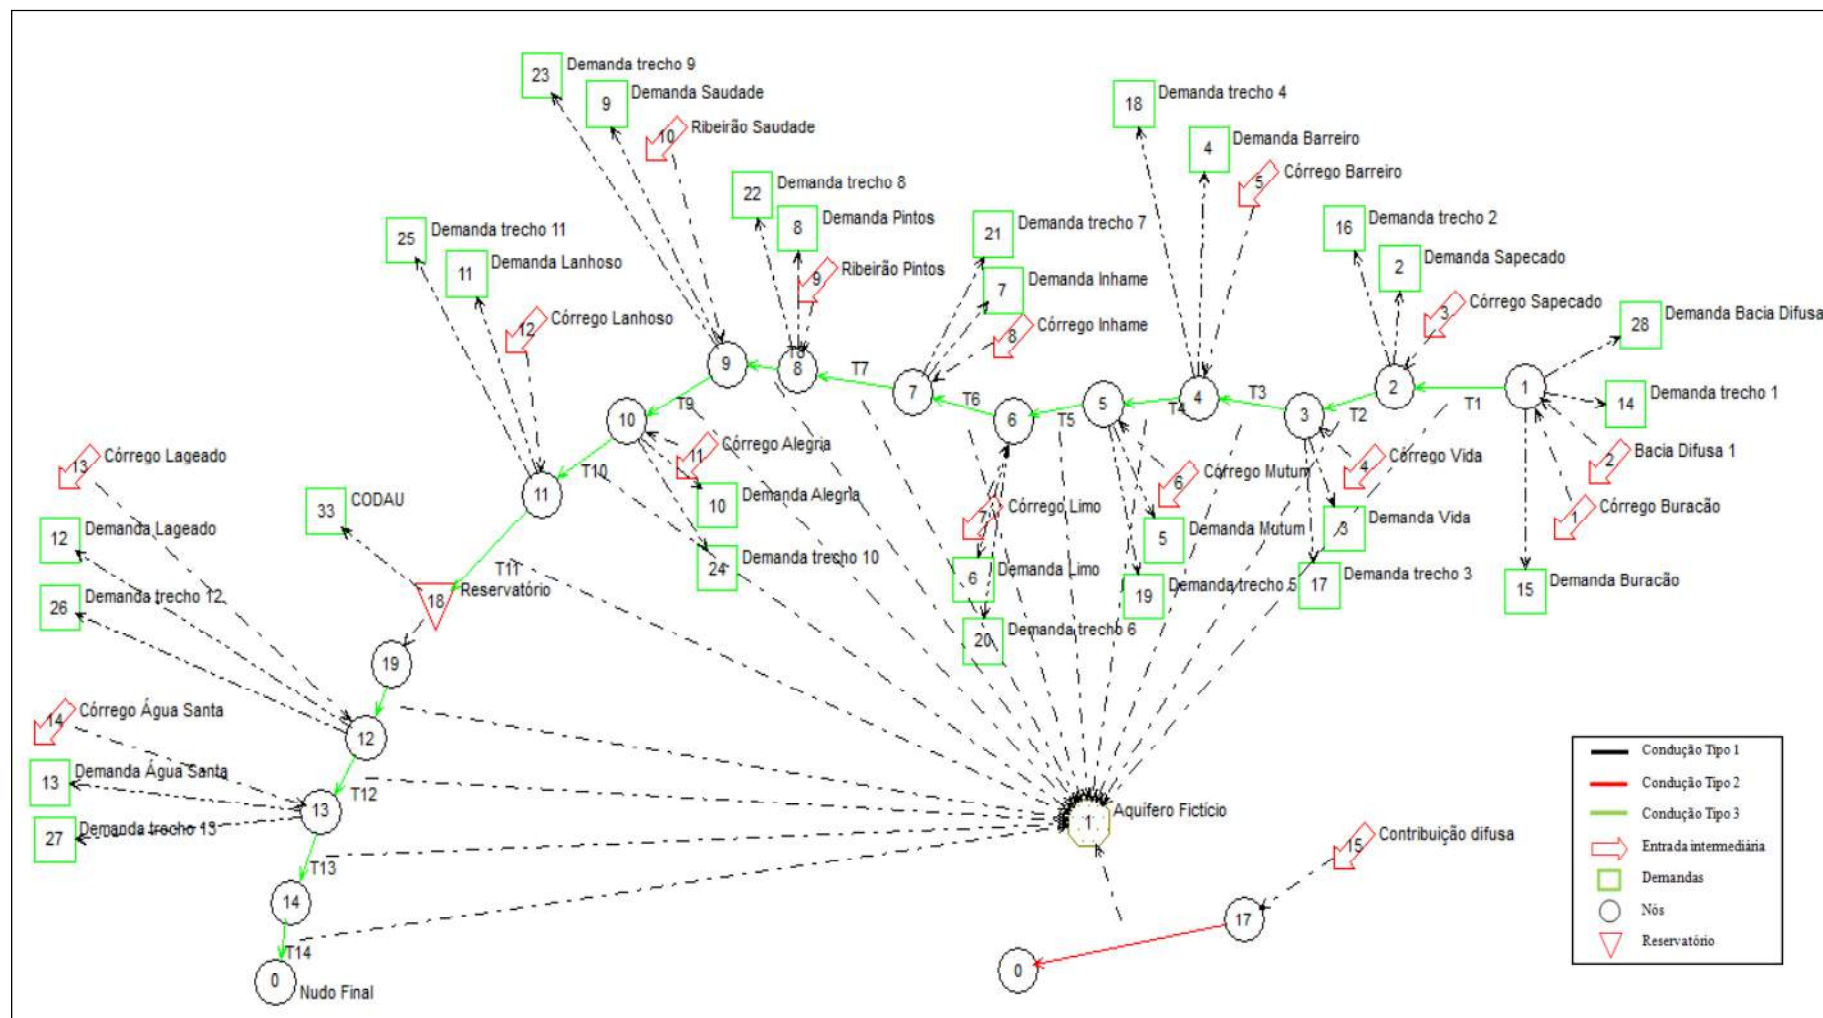 23 Demanda trecho 9
9 Demanda Saudade
10 Ribeirão Saudade
18 Demanda trecho 4
4 Demanda Barreiro
5 Córrego Barreiro
22 Demanda trecho 8
8 Demanda Pintos
9 Ribeirão Pintos
25 Demanda trecho 11
11 Demanda Lanhoso
12 Córrego Lanhoso
21 Demanda trecho 7
7 Demanda Inhame
8 Córrego Inhame
16 Demanda trecho 2
2 Demanda Sapecado
3 Córrego Sapecado
28 Demanda Bacia Difusa
14 Demanda trecho 1
2 Bacia Difusa 1
1 Córrego Buracão
15 Demanda Buracão
1
T1
2
T2
3
T3
4
T4
5
T5
6
T6
7
T7
8
T8
9
T9
10
T10
11
T11
4 Córrego Vida
3 Demanda Vida
17 Demanda trecho 3
6 Córrego Mutum
5 Demanda Mutum
19 Demanda trecho 5
7 Córrego Limo
6 Demanda Limo
20 Demanda trecho 6
11 Córrego Alegria
10 Demanda Alegria
24 Demanda trecho 10
13 Córrego Lageado
33 CODAU
12 Demanda Lageado
26 Demanda trecho 12
18 Reservatório
19
12
T12
14 Córrego Água Santa
13 Demanda Água Santa
27 Demanda trecho 13
13
T13
14
T14
0 Nudo Final
1 Aquífero Fictício
15 Contribuição difusa
17
0
Condução Tipo 1
Condução Tipo 2
Condução Tipo 3
Entrada intermediária
Demandas
Nós
Reservatório